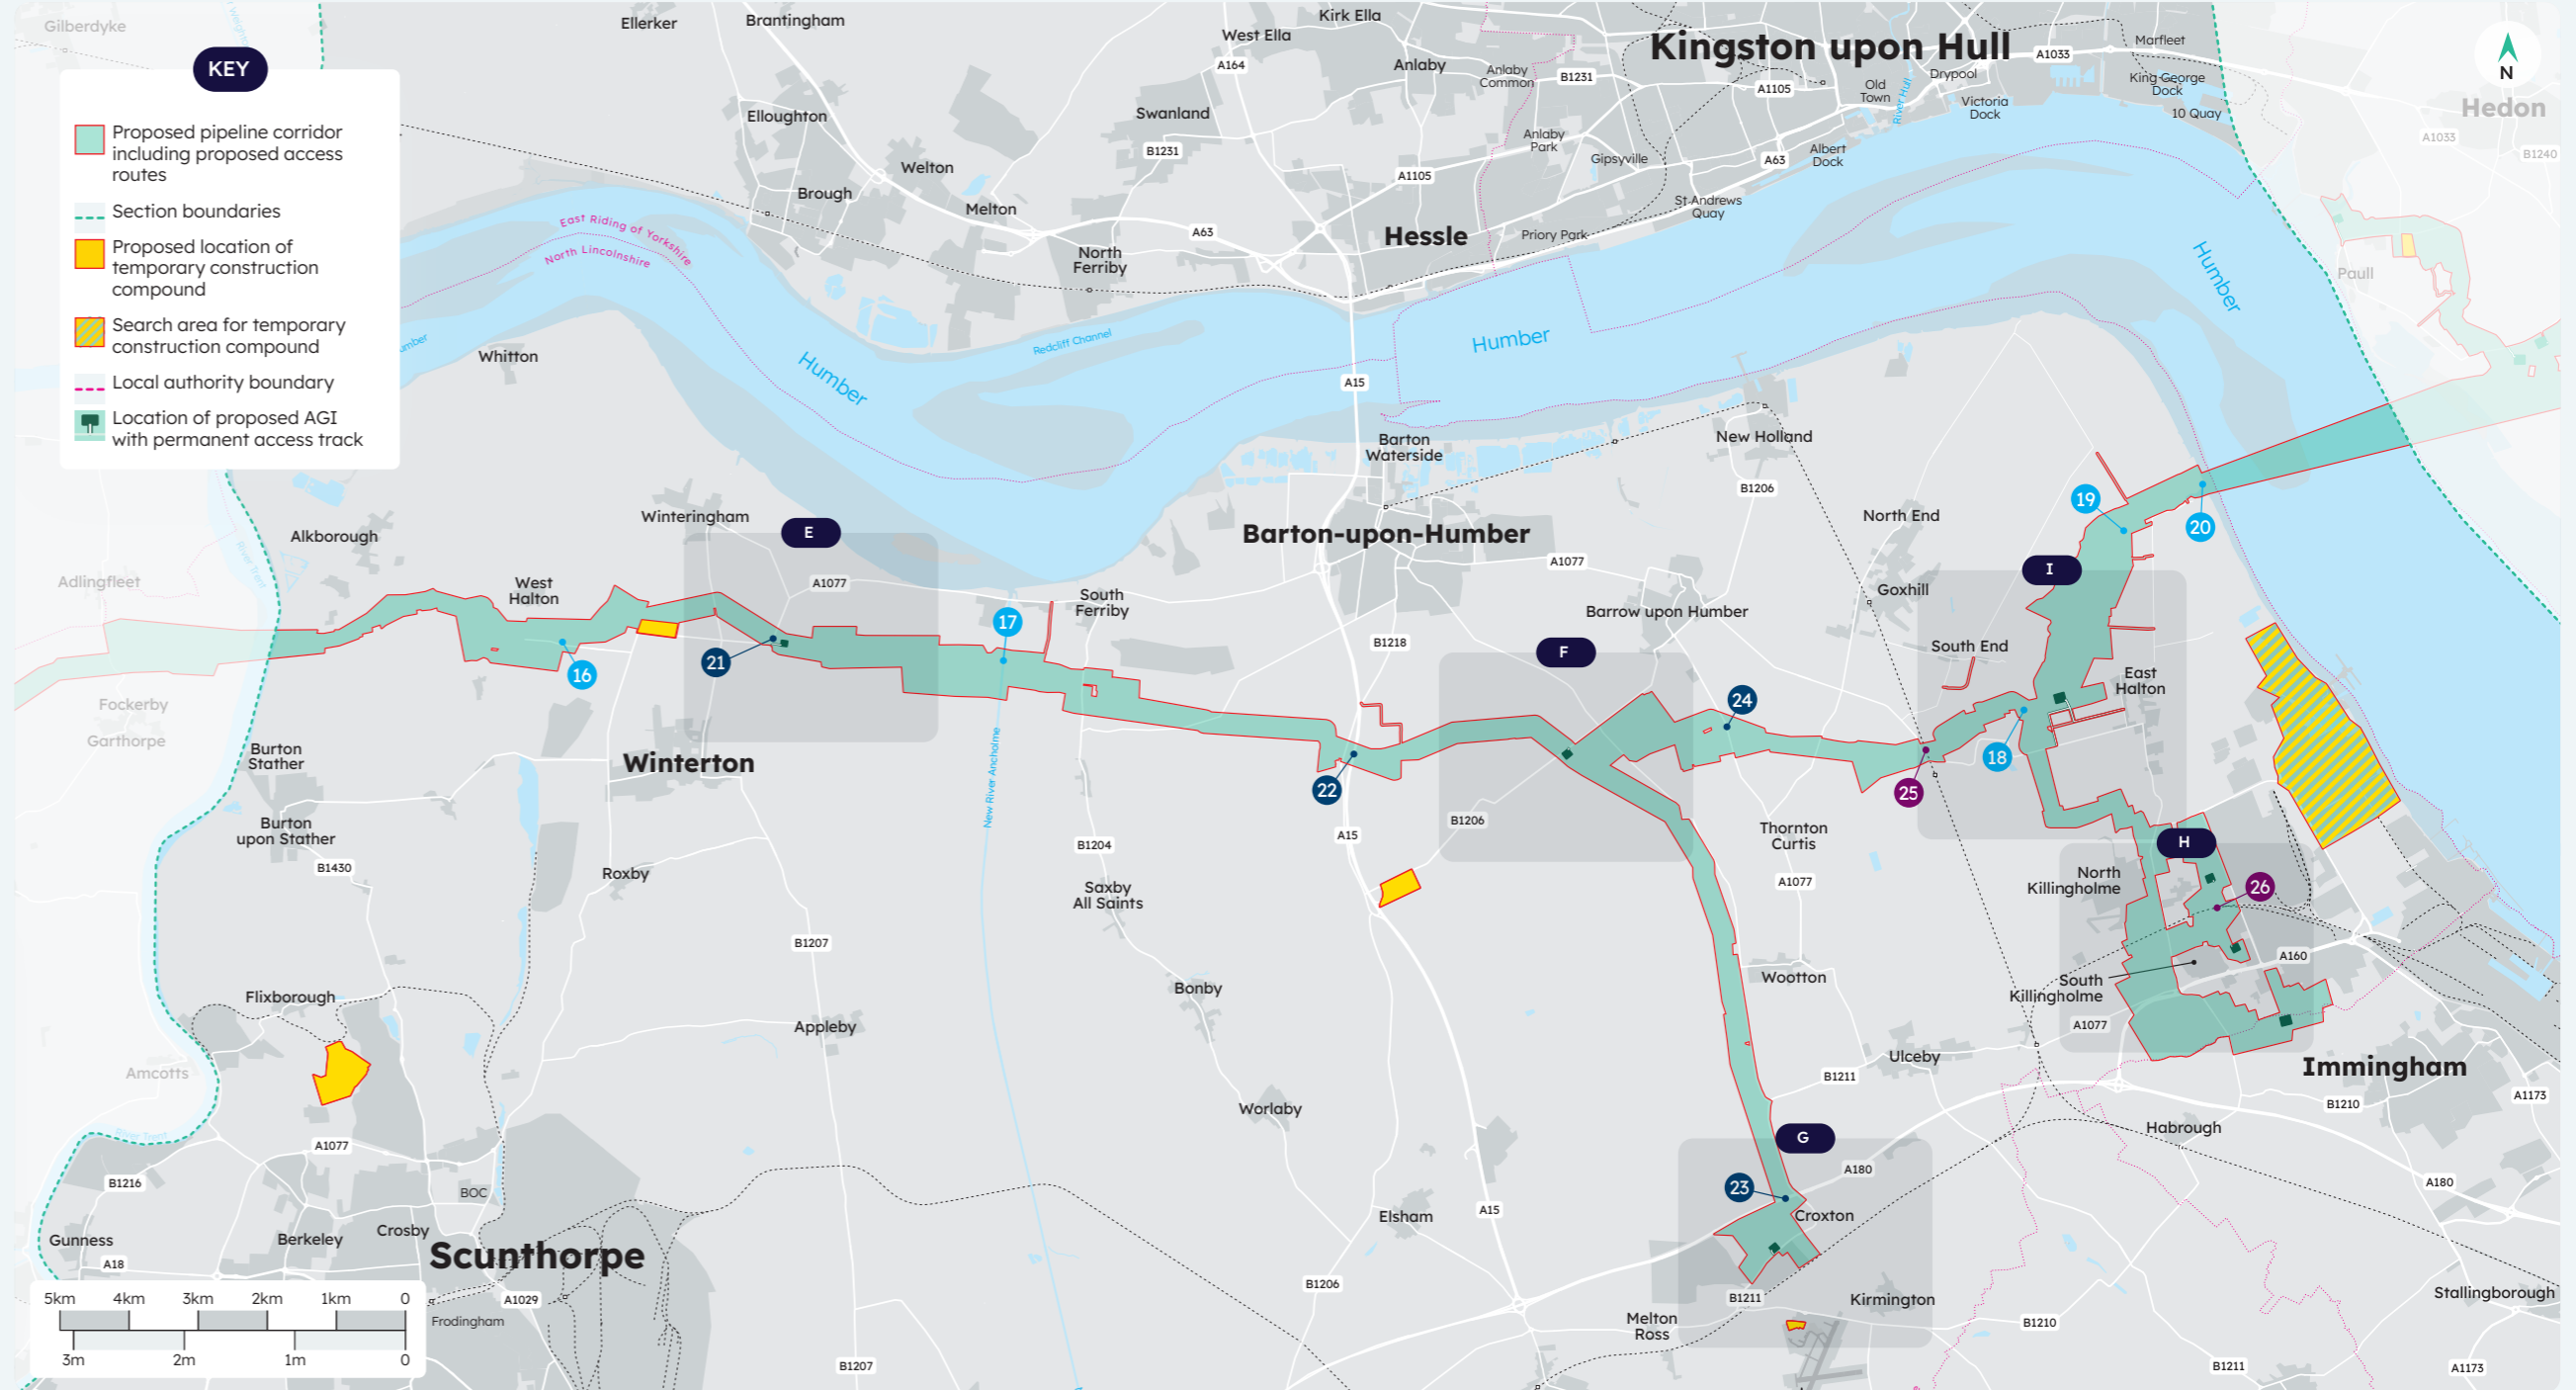 KEY
Proposed pipeline corridor
including proposed access
routes
Section boundaries
Proposed location of
temporary construction
compound
Search area for temporary
construction compound
Local authority boundary
Location of proposed AGI
with permanent access track
Gilberdyke
Ellerker
Brantingham
Kirk Ella
West Ella
A164
Anlaby
Anlaby
Common
B1231
Kingston upon Hull
A1033
Marfleet
N
Drypool
King George
Dock
A1105
Old
Town
River Hull
Victoria
Dock
10 Quay
Hedon
A1033
B1240
Elloughton
Swanland
B1231
Anlaby
Park
Gipsyville
A63
Albert
Dock
Welton
Brough
A1105
Melton
St Andrews
Quay
East Riding of Yorkshire
North Lincolnshire
A63
Hessle
Priory Park
North
Ferriby
Humber
Paull
Whitton
Redcliff Channel
Humber
Humber
A15
Barton
Waterside
New Holland
B1206
19
20
Alkborough
Winteringham
E
Barton-upon-Humber
North End
River Trent
Adlingfleet
West
Halton
A1077
South
Ferriby
A1077
I
Goxhill
Barrow upon Humber
17
B1218
F
South End
16
21
East
Halton
24
Fockerby
Garthorpe
Burton
Stather
Winterton
New River Ancholme
22
25
18
Burton
upon Stather
B1430
B1204
A15
B1206
Thornton
Curtis
H
Roxby
Saxby
All Saints
A1077
North
Killingholme
26
B1207
A160
Flixborough
Bonby
Wootton
South
Killingholme
Appleby
A1077
Amcotts
Ulceby
Immingham
River Trent
B1211
A1173
Worlaby
B1210
A1077
G
Habrough
B1216
BOC
A180
A180
23
Crosby
Elsham
A15
Croxton
Gunness
Berkeley
Scunthorpe
A18
B1206
B1211
Kirmington
Stallingborough
5km 4km 3km 2km 1km 0
A1029
Frodingham
Melton
Ross
B1210
3m 2m 1m 0
B1207
B1211
A1173